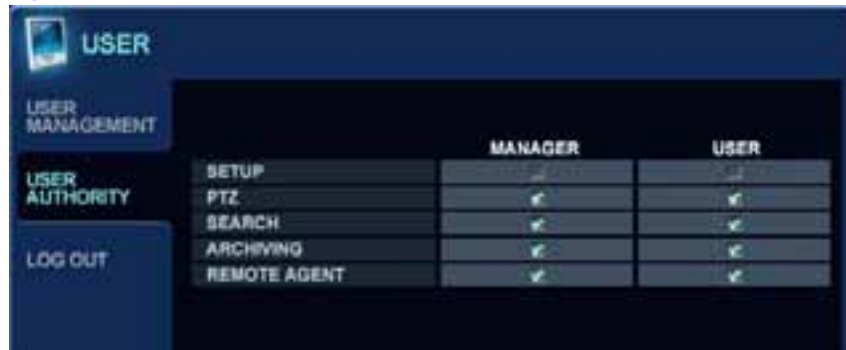 USER
USER
MANAGEMENT
MANAGER USER
USER
AUTHORITY
SETUP
PTZ
SEARCH
ARCHIVING
REMOTE AGENT
LOG OUT